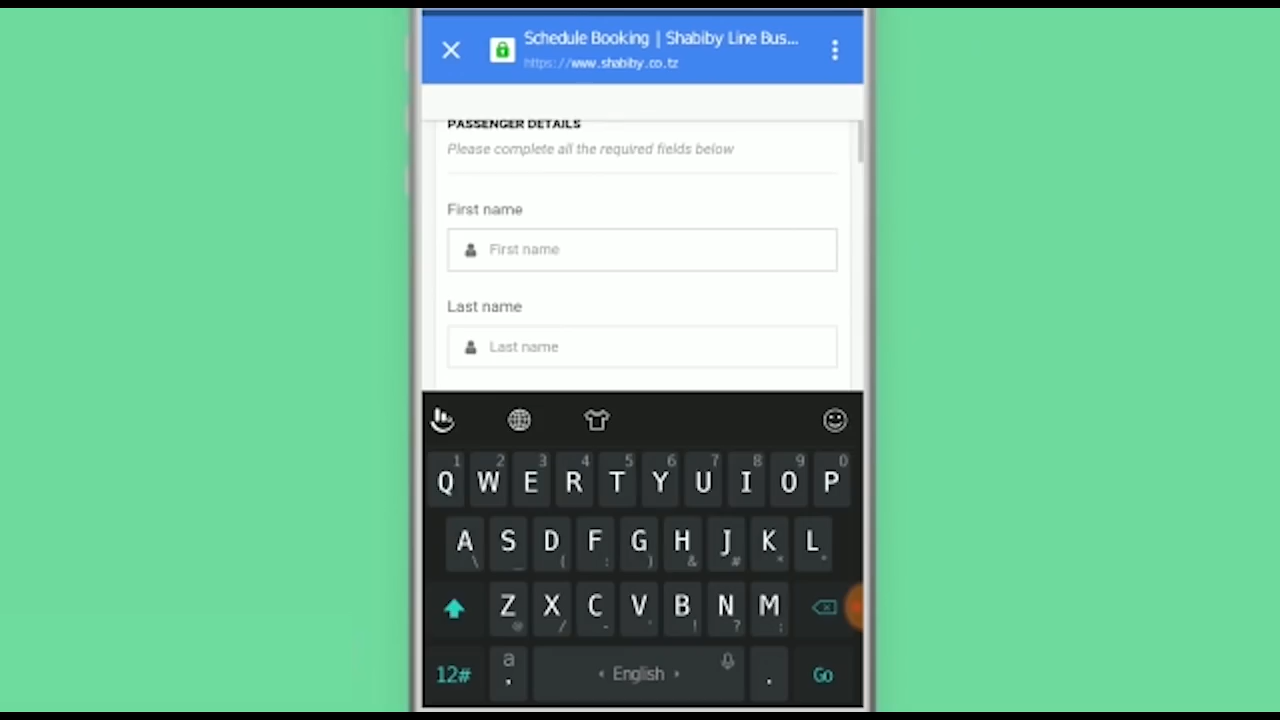 Schedule Booking | Shabiby Line Bus...
https://www.shabiby.co.tz
PASSENGER DETAILS
Please complete all the required fields below
First name
First name
Last name
Last name
1 2 3 4 5 6 7 8 9 0
Q W E R T Y U I O P
A S D F G H J K L
\ _ ( : ) & # * "
Z X C V B N M
@ / - ' ! ? ;
12# a , ‹ English › . Go